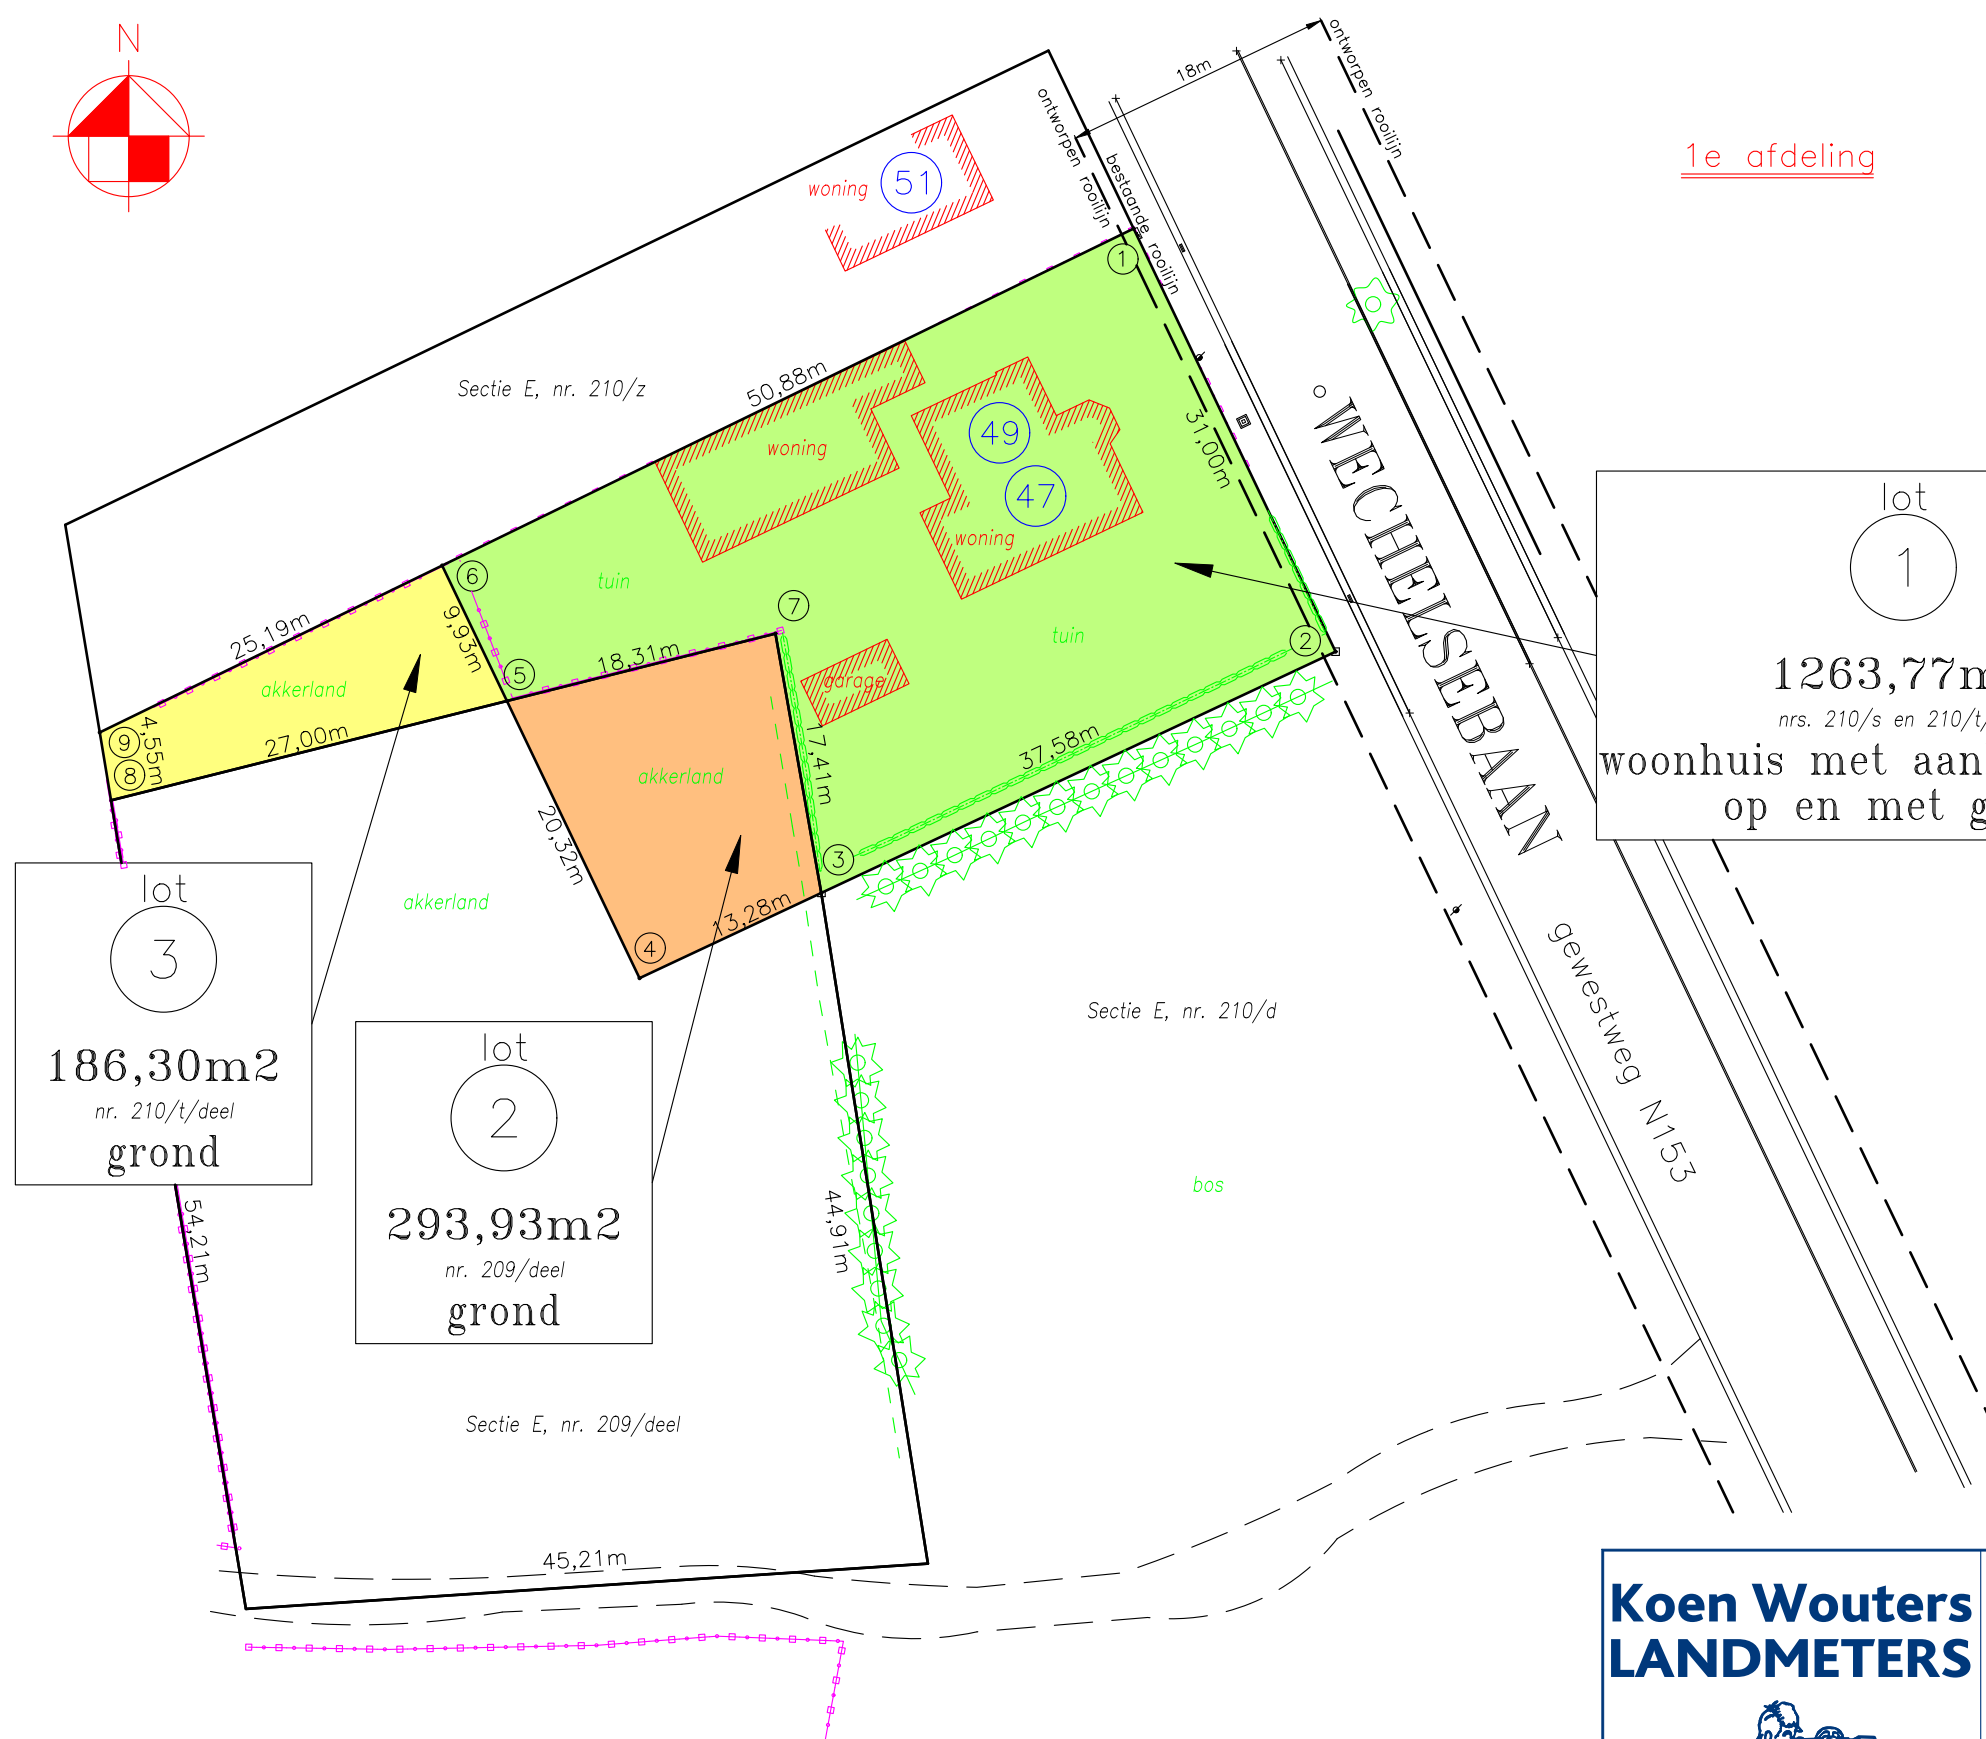 N
18m
ontworpen rooilijn
ontworpen rooilijn
bestaande rooilijn
1e afdeling
woning
51
1
Sectie E, nr. 210/z
50,88m
31,00m
woning
49
47
woning
WECHELSEBAAN
lot
1
1263,77m
nrs. 210/s en 210/t/
woonhuis met aan
op en met g
6
tuin
7
tuin
2
25,19m
9,93m
18,31m
5
akkerland
garage
4,55m
9
8
27,00m
akkerland
17,41m
37,58m
20,32m
3
13,28m
4
akkerland
lot
3
186,30m2
nr. 210/t/deel
grond
lot
2
293,93m2
nr. 209/deel
grond
Sectie E, nr. 210/d
gewestweg N153
bos
54,21m
44,91m
Sectie E, nr. 209/deel
45,21m
Koen Wouters
LANDMETERS